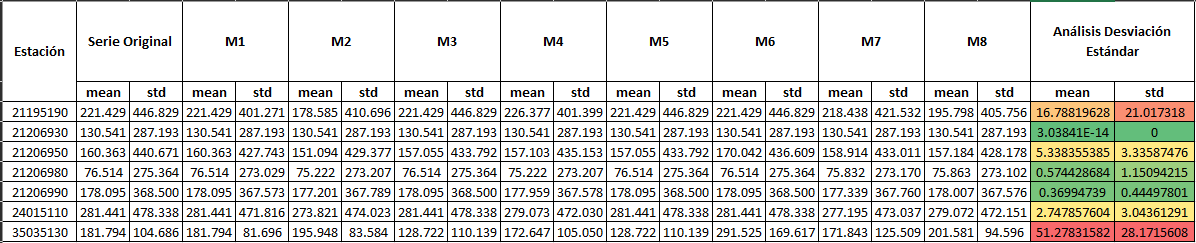 Estación Serie Original M1 M2 M3 M4 M5 M6 M7 M8 Análisis Desviación Estándar
mean std mean std mean std mean std mean std mean std mean std mean std mean std mean std
21195190 221.429 446.829 221.429 401.271 178.585 410.696 221.429 446.829 226.377 401.399 221.429 446.829 221.429 446.829 218.438 421.532 195.798 405.756 16.78819628 21.017318
21206930 130.541 287.193 130.541 287.193 130.541 287.193 130.541 287.193 130.541 287.193 130.541 287.193 130.541 287.193 130.541 287.193 130.541 287.193 3.03841E-14 0
21206950 160.363 440.671 160.363 427.743 151.094 429.377 157.055 433.792 157.103 435.153 157.055 433.792 170.042 436.609 158.914 433.011 157.184 428.178 5.338355385 3.33587476
21206980 76.514 275.364 76.514 273.029 75.222 273.207 76.514 275.364 75.222 273.207 76.514 275.364 76.514 275.364 75.832 273.170 75.863 273.102 0.574428684 1.15094215
21206990 178.095 368.500 178.095 367.573 177.201 367.789 178.095 368.500 177.959 367.578 178.095 368.500 178.095 368.500 177.339 367.760 178.007 367.576 0.36994739 0.44497801
24015110 281.441 478.338 281.441 471.816 273.821 474.023 281.441 478.338 279.073 472.030 281.441 478.338 281.441 478.338 277.195 473.037 279.072 472.151 2.747857604 3.04361291
35035130 181.794 104.686 181.794 81.696 195.948 83.584 128.722 110.139 172.647 105.050 128.722 110.139 291.525 169.617 171.843 125.509 201.581 94.596 51.27831582 28.1715608